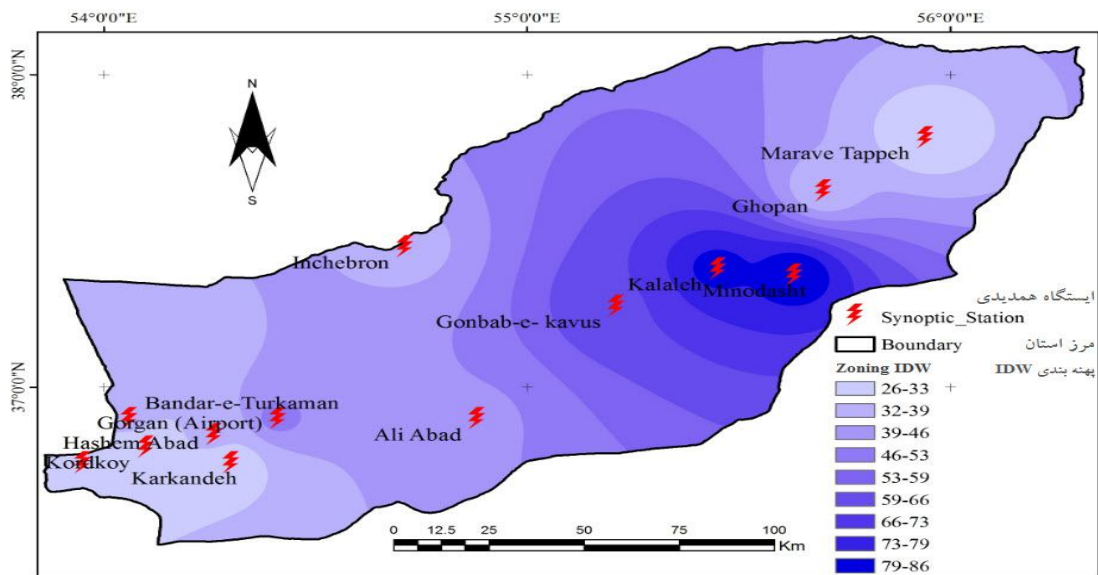 54°0'0"E 55°0'0"E 56°0'0"E
38°0'0"N
37°0'0"N
N
S
Marave Tappeh
Ghopan
Inchebron
Kalaleh
Minodasht
Gonbab-e- kavus
Bandar-e-Turkaman
Gorgan (Airport)
Hashem Abad
Kordkoy
Karkandeh
Ali Abad
ایستگاه همدیدی
Synoptic_Station
Boundary مرز استان
Zoning IDW پهنه بندی IDW
26-33
32-39
39-46
46-53
53-59
59-66
66-73
73-79
79-86
0 12.5 25 50 75 100
Km